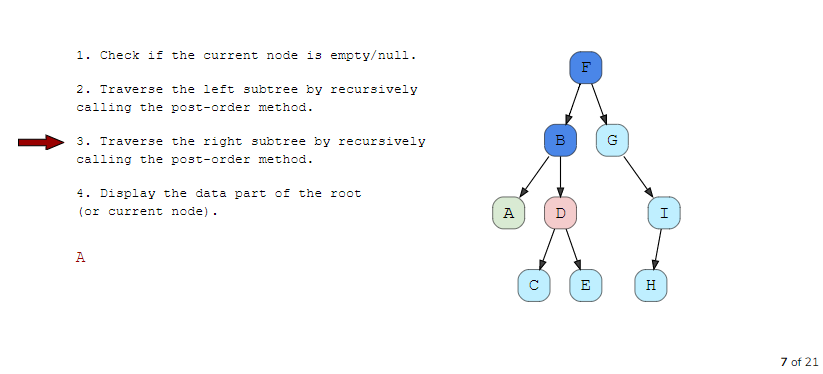 1. Check if the current node is empty/null.
2. Traverse the left subtree by recursively
calling the post-order method.
3. Traverse the right subtree by recursively
calling the post-order method.
4. Display the data part of the root
(or current node).
A
F
B
G
A
D
I
C
E
H
7 of 21